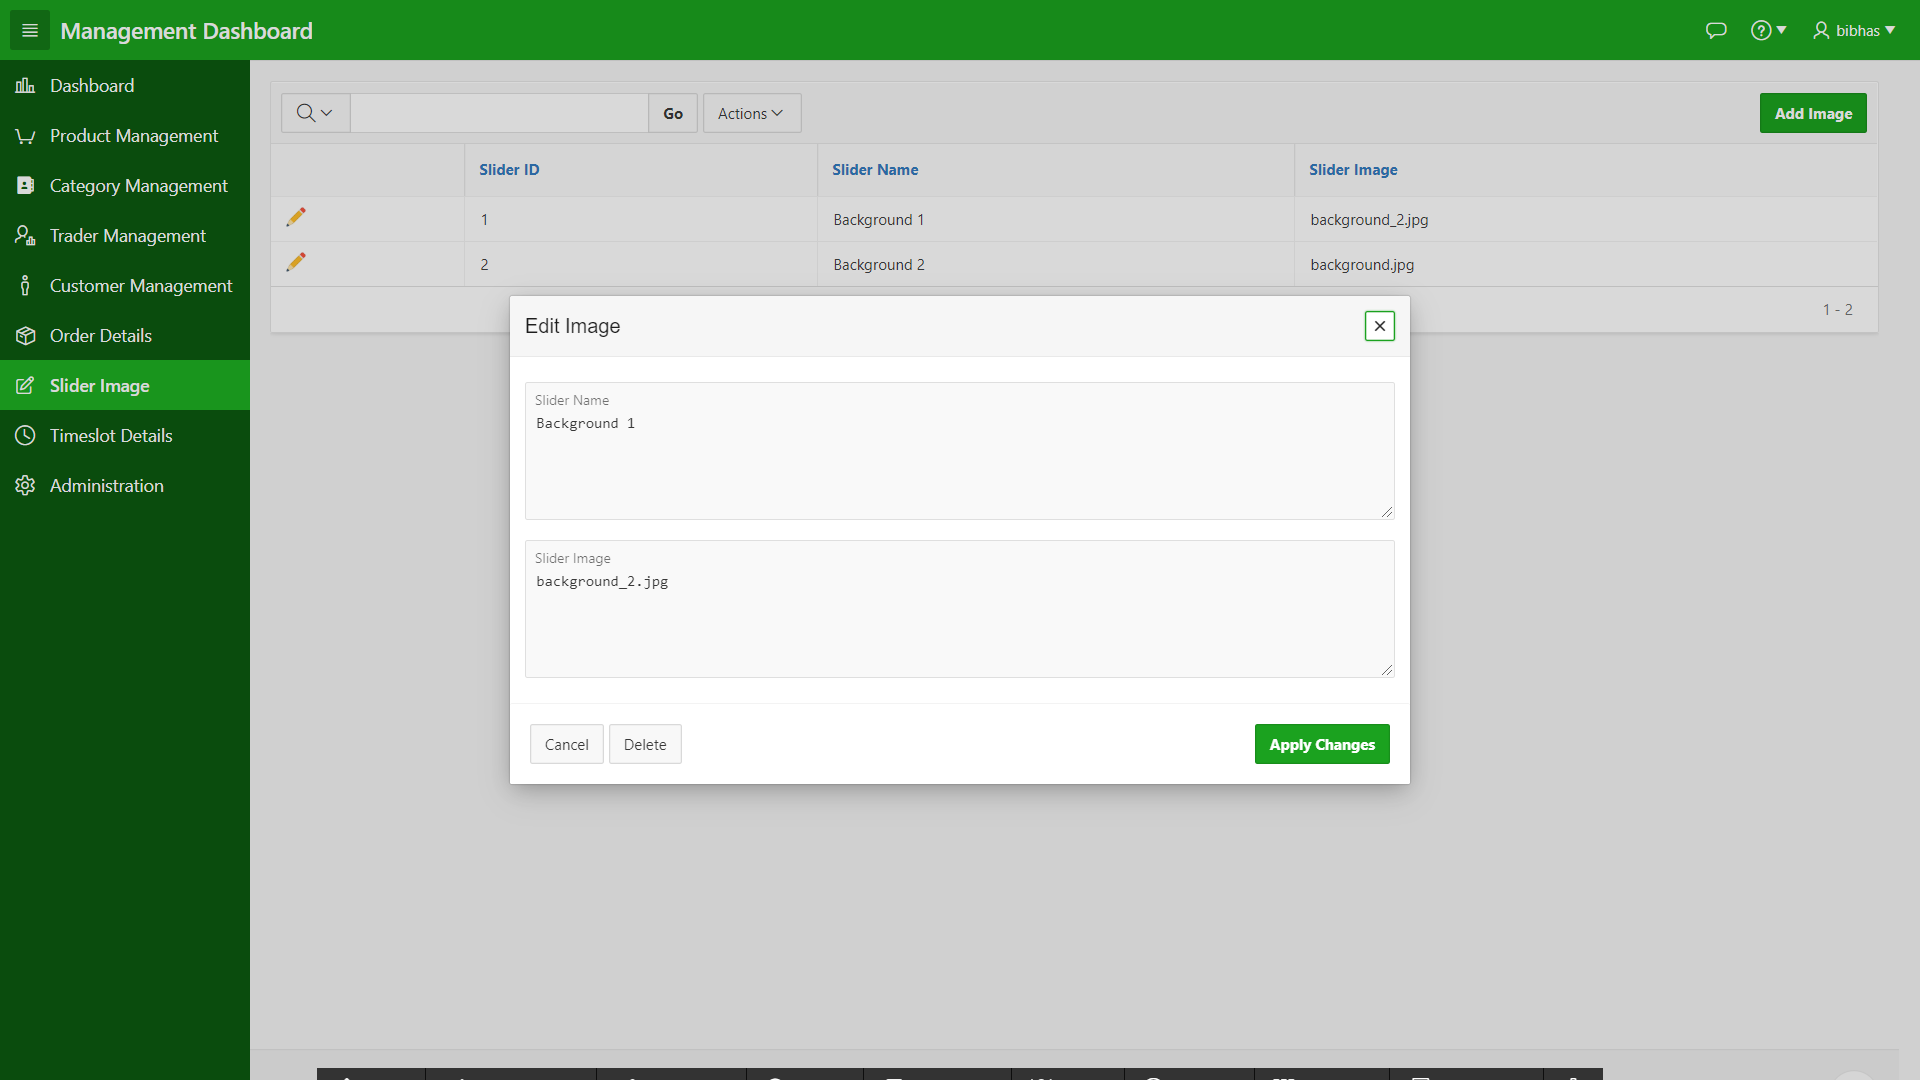 Management Dashboard
bibhas
Dashboard
Product Management
Category Management
Trader Management
Customer Management
Order Details
Slider Image
Timeslot Details
Administration
Go
Actions
Add Image
Slider ID
Slider Name
Slider Image
1
Background 1
background_2.jpg
2
Background 2
background.jpg
1 - 2
Edit Image
Slider Name
Background 1
Slider Image
background_2.jpg
Cancel
Delete
Apply Changes